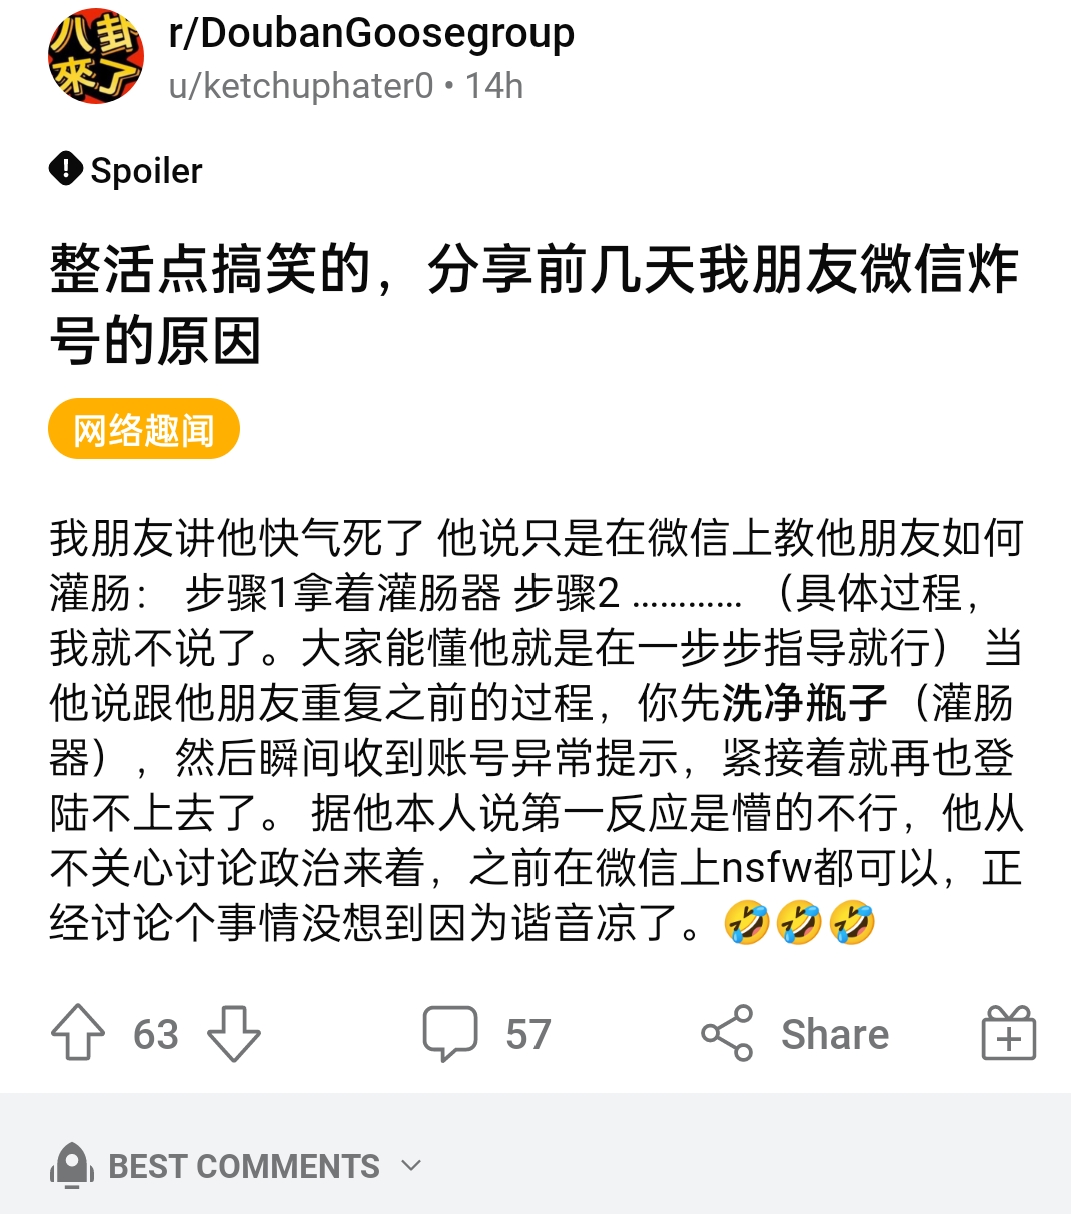 八卦
來了
r/DoubanGoosegroup
u/ketchuphater0 • 14h
Spoiler
整活点搞笑的，分享前几天我朋友微信炸
号的原因
网络趣闻
我朋友讲他快气死了 他说只是在微信上教他朋友如何
灌肠： 步骤1拿着灌肠器 步骤2 ............ （具体过程，
我就不说了。大家能懂他就是在一步步指导就行） 当
他说跟他朋友重复之前的过程，你先洗净瓶子（灌肠
器），然后瞬间收到账号异常提示，紧接着就再也登
陆不上去了。 据他本人说第一反应是懵的不行，他从
不关心讨论政治来着，之前在微信上nsfw都可以，正
经讨论个事情没想到因为谐音凉了。🤣🤣🤣
63
57
Share
BEST COMMENTS